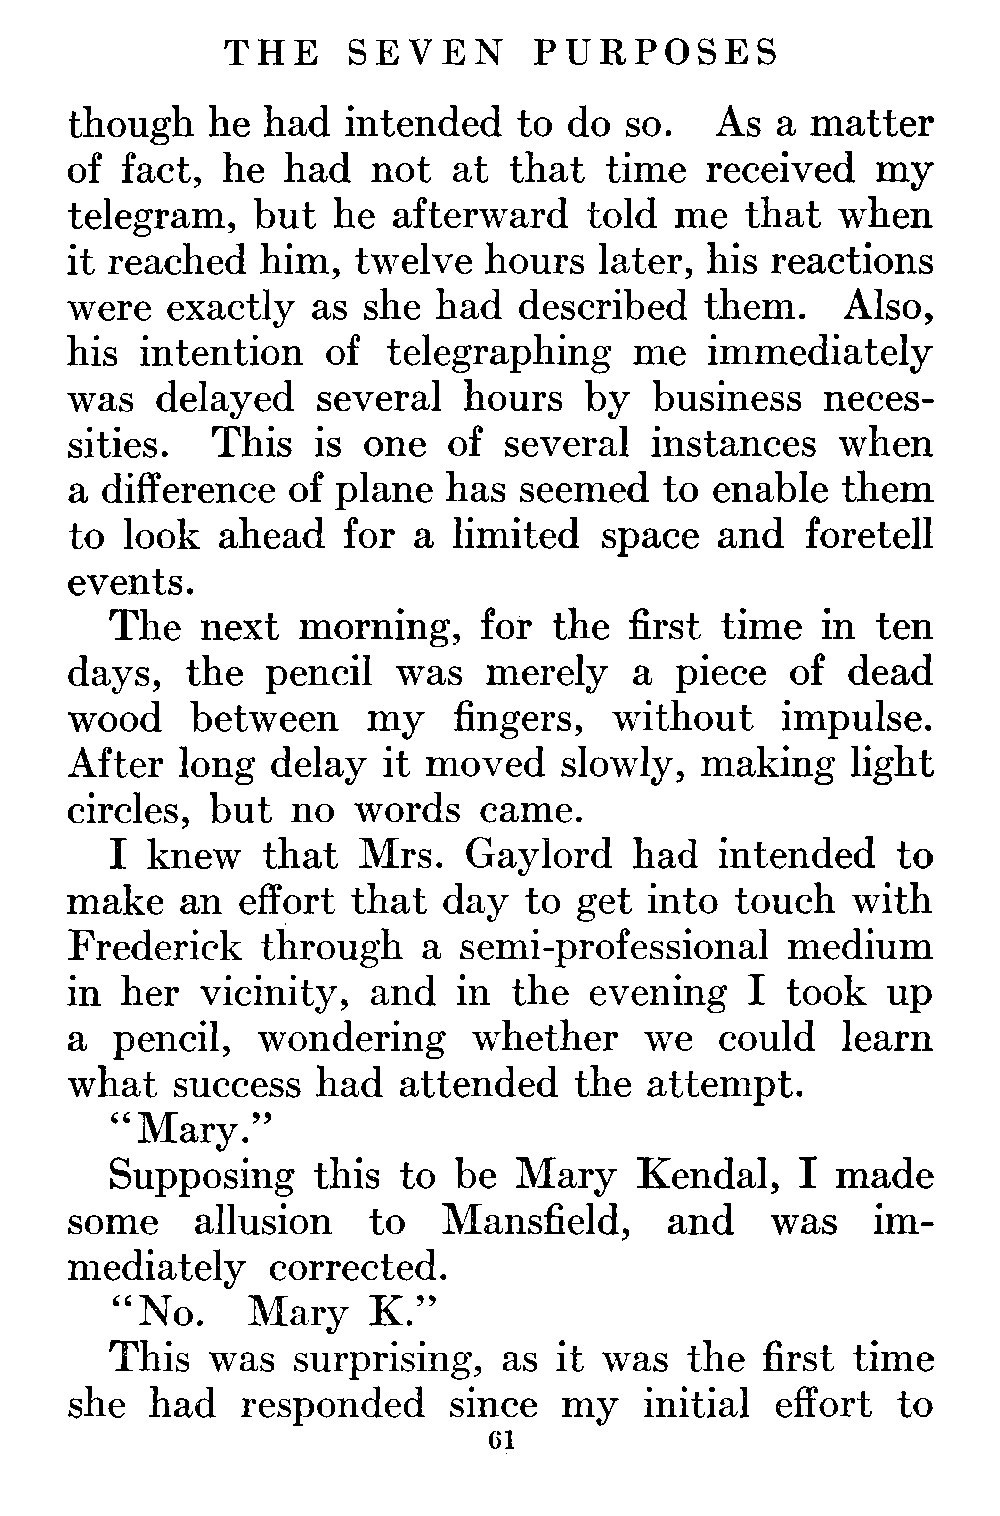 THE SEVEN PURPOSES
though he had intended to do so. As a matter
of fact, he had not at that time received my
telegram, but he afterward told me that when
it reached him, twelve hours later, his reactions
were exactly as she had described them. Also,
his intention of telegraphing me immediately
was delayed several hours by business neces-
sities. This is one of several instances when
a difference of plane has seemed to enable them
to look ahead for a limited space and foretell
events.
The next morning, for the first time in ten
days, the pencil was merely a piece of dead
wood between my fingers, without impulse.
After long delay it moved slowly, making light
circles, but no words came.
I knew that Mrs. Gaylord had intended to
make an effort that day to get into touch with
Frederick through a semi-professional medium
in her vicinity, and in the evening I took up
a pencil, wondering whether we could learn
what success had attended the attempt.
“Mary.”
Supposing this to be Mary Kendal, I made
some allusion to Mansfield, and was im-
mediately corrected.
“No. Mary K.”
This was surprising, as it was the first time
she had responded since my initial effort to
61